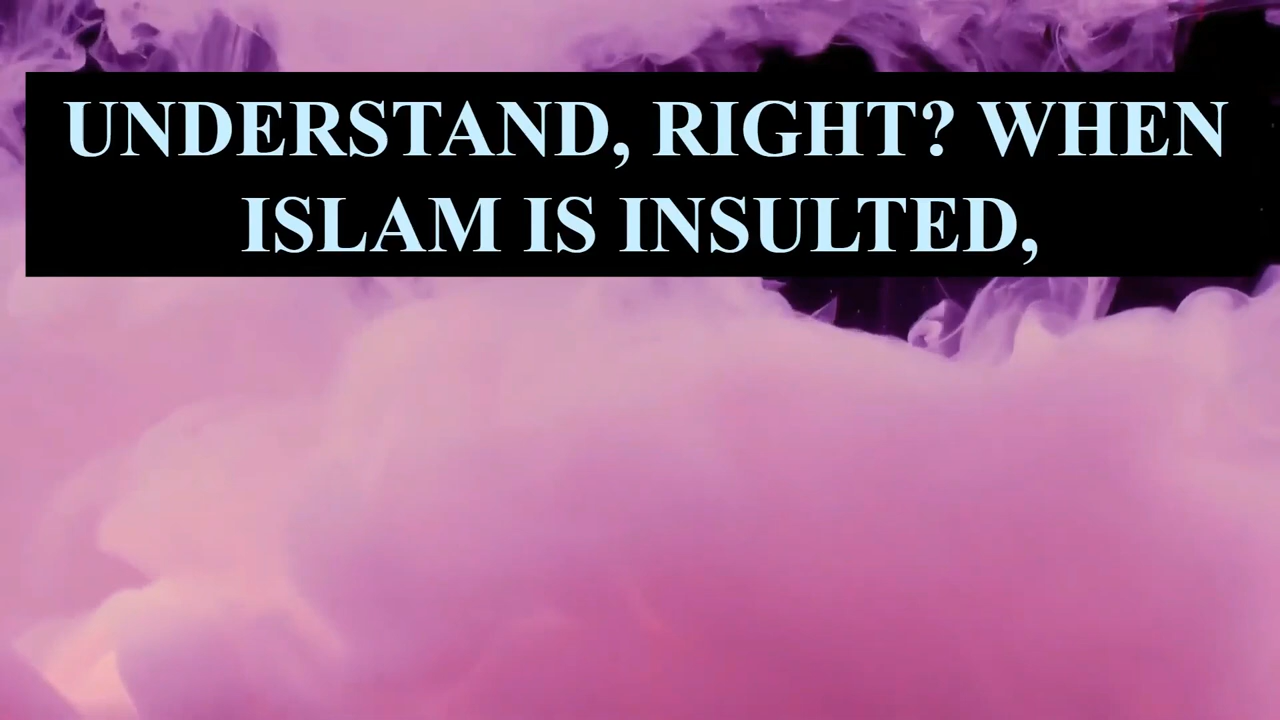 UNDERSTAND, RIGHT? WHEN
ISLAM IS INSULTED,